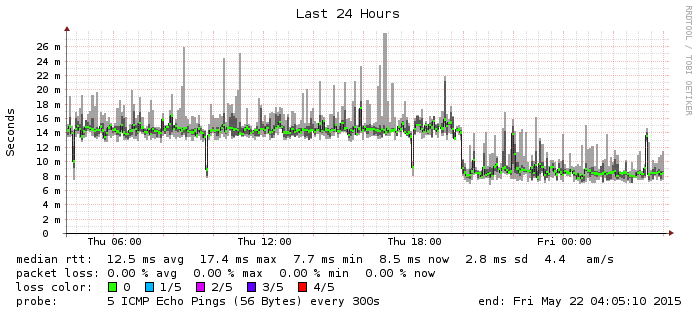 Last 24 Hours
RRDTOOL / TOBI OETIKER
Seconds
26 m
24 m
22 m
20 m
18 m
16 m
14 m
12 m
10 m
8 m
6 m
4 m
2 m
0
Thu 06:00 Thu 12:00 Thu 18:00 Fri 00:00
median rtt: 12.5 ms avg 17.4 ms max 7.7 ms min 8.5 ms now 2.8 ms sd 4.4 am/s
packet loss: 0.00 % avg 0.00 % max 0.00 % min 0.00 % now
loss color: 0 1/5 2/5 3/5 4/5
probe: 5 ICMP Echo Pings (56 Bytes) every 300s end: Fri May 22 04:05:10 2015